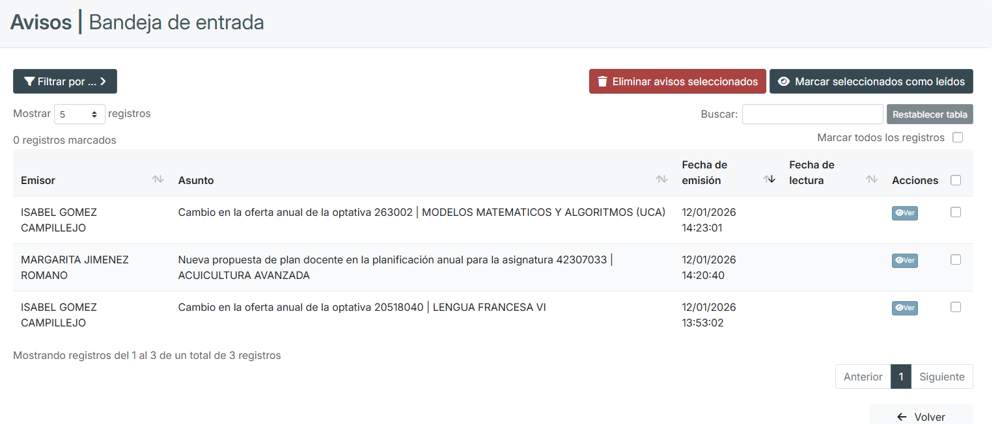 Avisos | Bandeja de entrada
Filtrar por ...
Eliminar avisos seleccionados
Marcar seleccionados como leídos
Mostrar 5 registros
Buscar:
Restablecer tabla
0 registros marcados
Marcar todos los registros
Emisor
Asunto
Fecha de
emisión
Fecha de
lectura
Acciones
ISABEL GOMEZ
CAMPILLEJO
Cambio en la oferta anual de la optativa 263002 | MODELOS MATEMATICOS Y ALGORITMOS (UCA)
12/01/2026
14:23:01
Ver
MARGARITA JIMENEZ
ROMANO
Nueva propuesta de plan docente en la planificación anual para la asignatura 42307033 |
ACUICULTURA AVANZADA
12/01/2026
14:20:40
Ver
ISABEL GOMEZ
CAMPILLEJO
Cambio en la oferta anual de la optativa 20518040 | LENGUA FRANCESA VI
12/01/2026
13:53:02
Ver
Mostrando registros del 1 al 3 de un total de 3 registros
Anterior 1 Siguiente
Volver